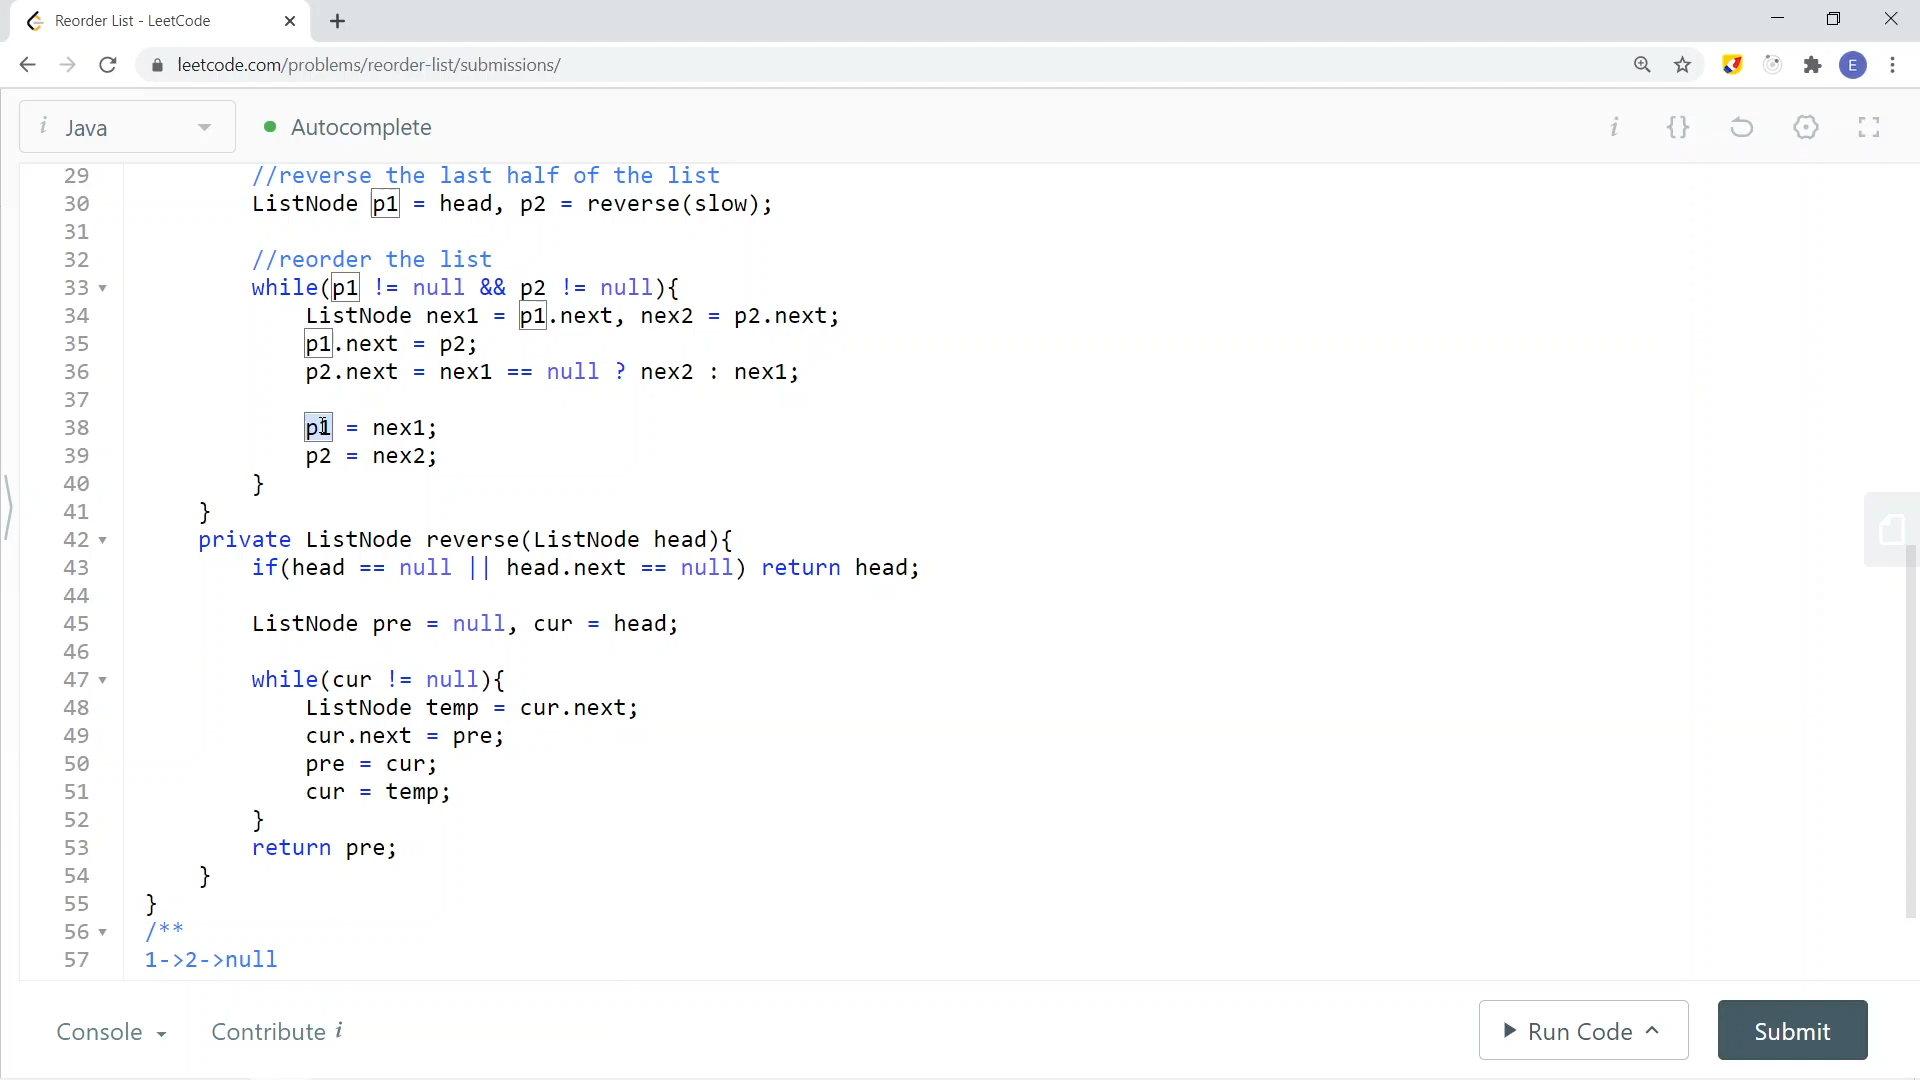 Reorder List - LeetCode
leetcode.com/problems/reorder-list/submissions/
E
i Java
Autocomplete
i {}
29 //reverse the last half of the list
30 ListNode p1 = head, p2 = reverse(slow);
31
32 //reorder the list
33 while(p1 != null && p2 != null){
34 ListNode nex1 = p1.next, nex2 = p2.next;
35 p1.next = p2;
36 p2.next = nex1 == null ? nex2 : nex1;
37
38 p1 = nex1;
39 p2 = nex2;
40 }
41 }
42 private ListNode reverse(ListNode head){
43 if(head == null || head.next == null) return head;
44
45 ListNode pre = null, cur = head;
46
47 while(cur != null){
48 ListNode temp = cur.next;
49 cur.next = pre;
50 pre = cur;
51 cur = temp;
52 }
53 return pre;
54 }
55 }
56 /**
57 1->2->null
Console
Contribute i
Run Code
Submit